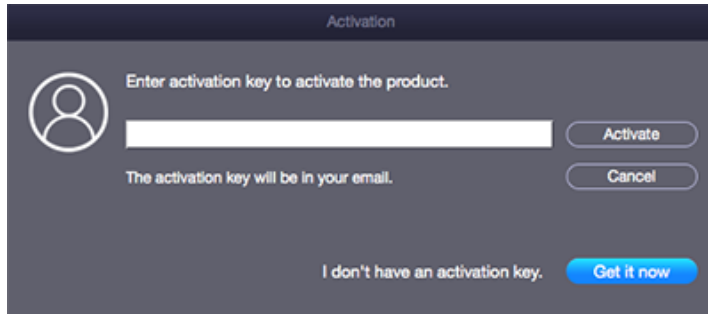 Activation
Enter activation key to activate the product.
Activate
The activation key will be in your email.
Cancel
I don't have an activation key.
Get it now